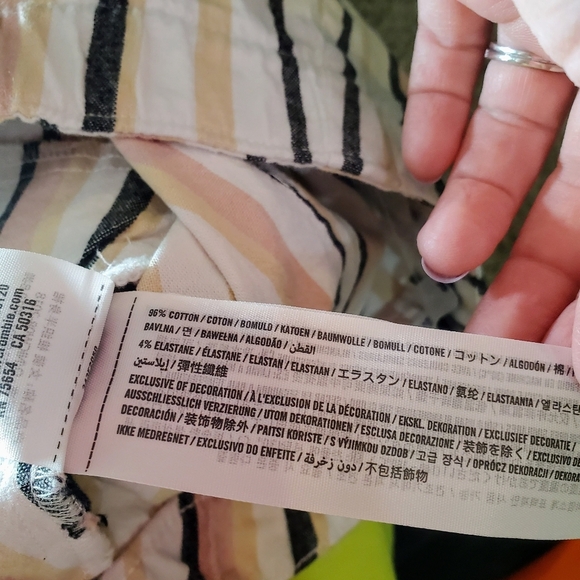 96% COTTON / COTON / BOMULD / KATOEN / BAUMWOLLE / BOMULL / COTONE / コットン / ALGODÓN / 棉 /
BAVLNA / 면 / BAWEŁNA / ALGODÃO / القطن
4% ELASTANE / ÉLASTANE / ELASTAN / ELASTAAN / エラスタン / ELASTANO / 氨纶 / ELASTAANIA / 엘라스탄
إيلاستين / 彈性纖維
EXCLUSIVE OF DECORATION / À L'EXCLUSION DE LA DÉCORATION / EKSKL. DEKORATION / EXCLUSIEF DECORATIE /
AUSSCHLIESSLICH VERZIERUNG / UTOM DEKORATIONEN / ESCLUSA DECORAZIONE / 装飾を除く / EXCLUIDO
DECORACIÓN / 装饰物除外 / PAITSI KORISTE / S VÝJIMKOU OZDOB / 고급 장식 / OPRÓCZ DEKORACJI /
IKKE MEDREGNET / EXCLUSIVO DO ENFEITE / دون زخرفة / 不包括飾物
CA 50316
75654